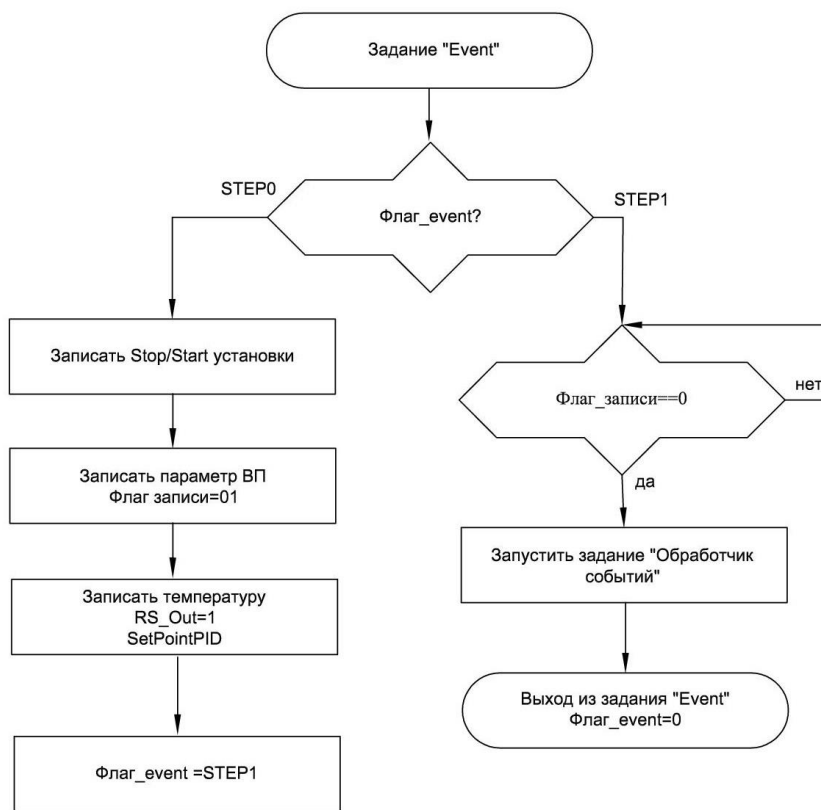 Задание "Event"
STEP0
Флаг_event?
STEP1
Записать Stop/Start установки
Записать параметр ВП
Флаг записи=01
Записать температуру
RS_Out=1
SetPointPID
Флаг_event =STEP1
Флаг_записи==0
нет
да
Запустить задание "Обработчик
событий"
Выход из задания "Event"
Флаг_event=0